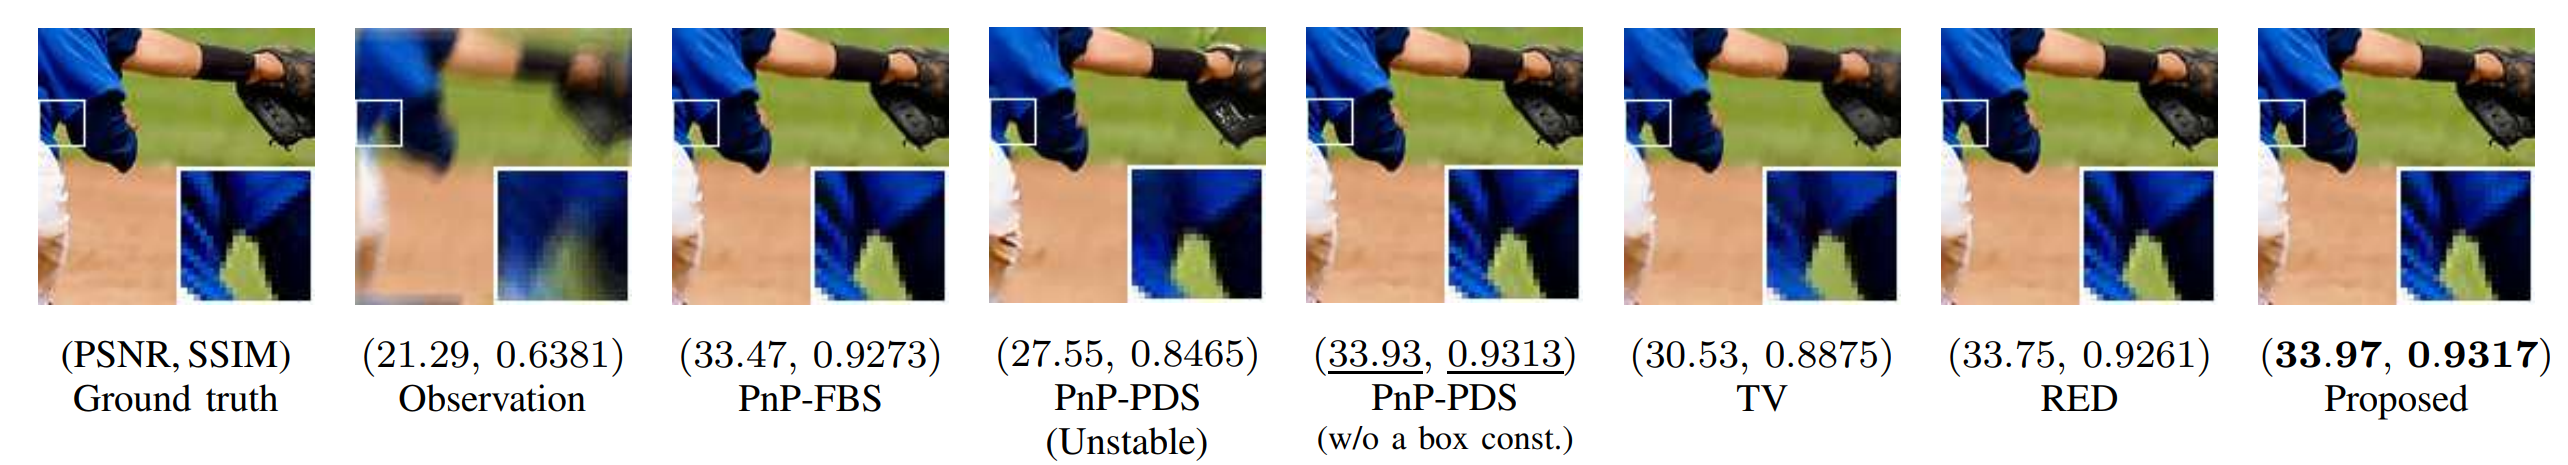 (PSNR, SSIM)
Ground truth
(21.29, 0.6381)
Observation
(33.47, 0.9273)
PnP-FBS
(27.55, 0.8465)
PnP-PDS
(Unstable)
(33.93, 0.9313)
PnP-PDS
(w/o a box const.)
(30.53, 0.8875)
TV
(33.75, 0.9261)
RED
(33.97, 0.9317)
Proposed